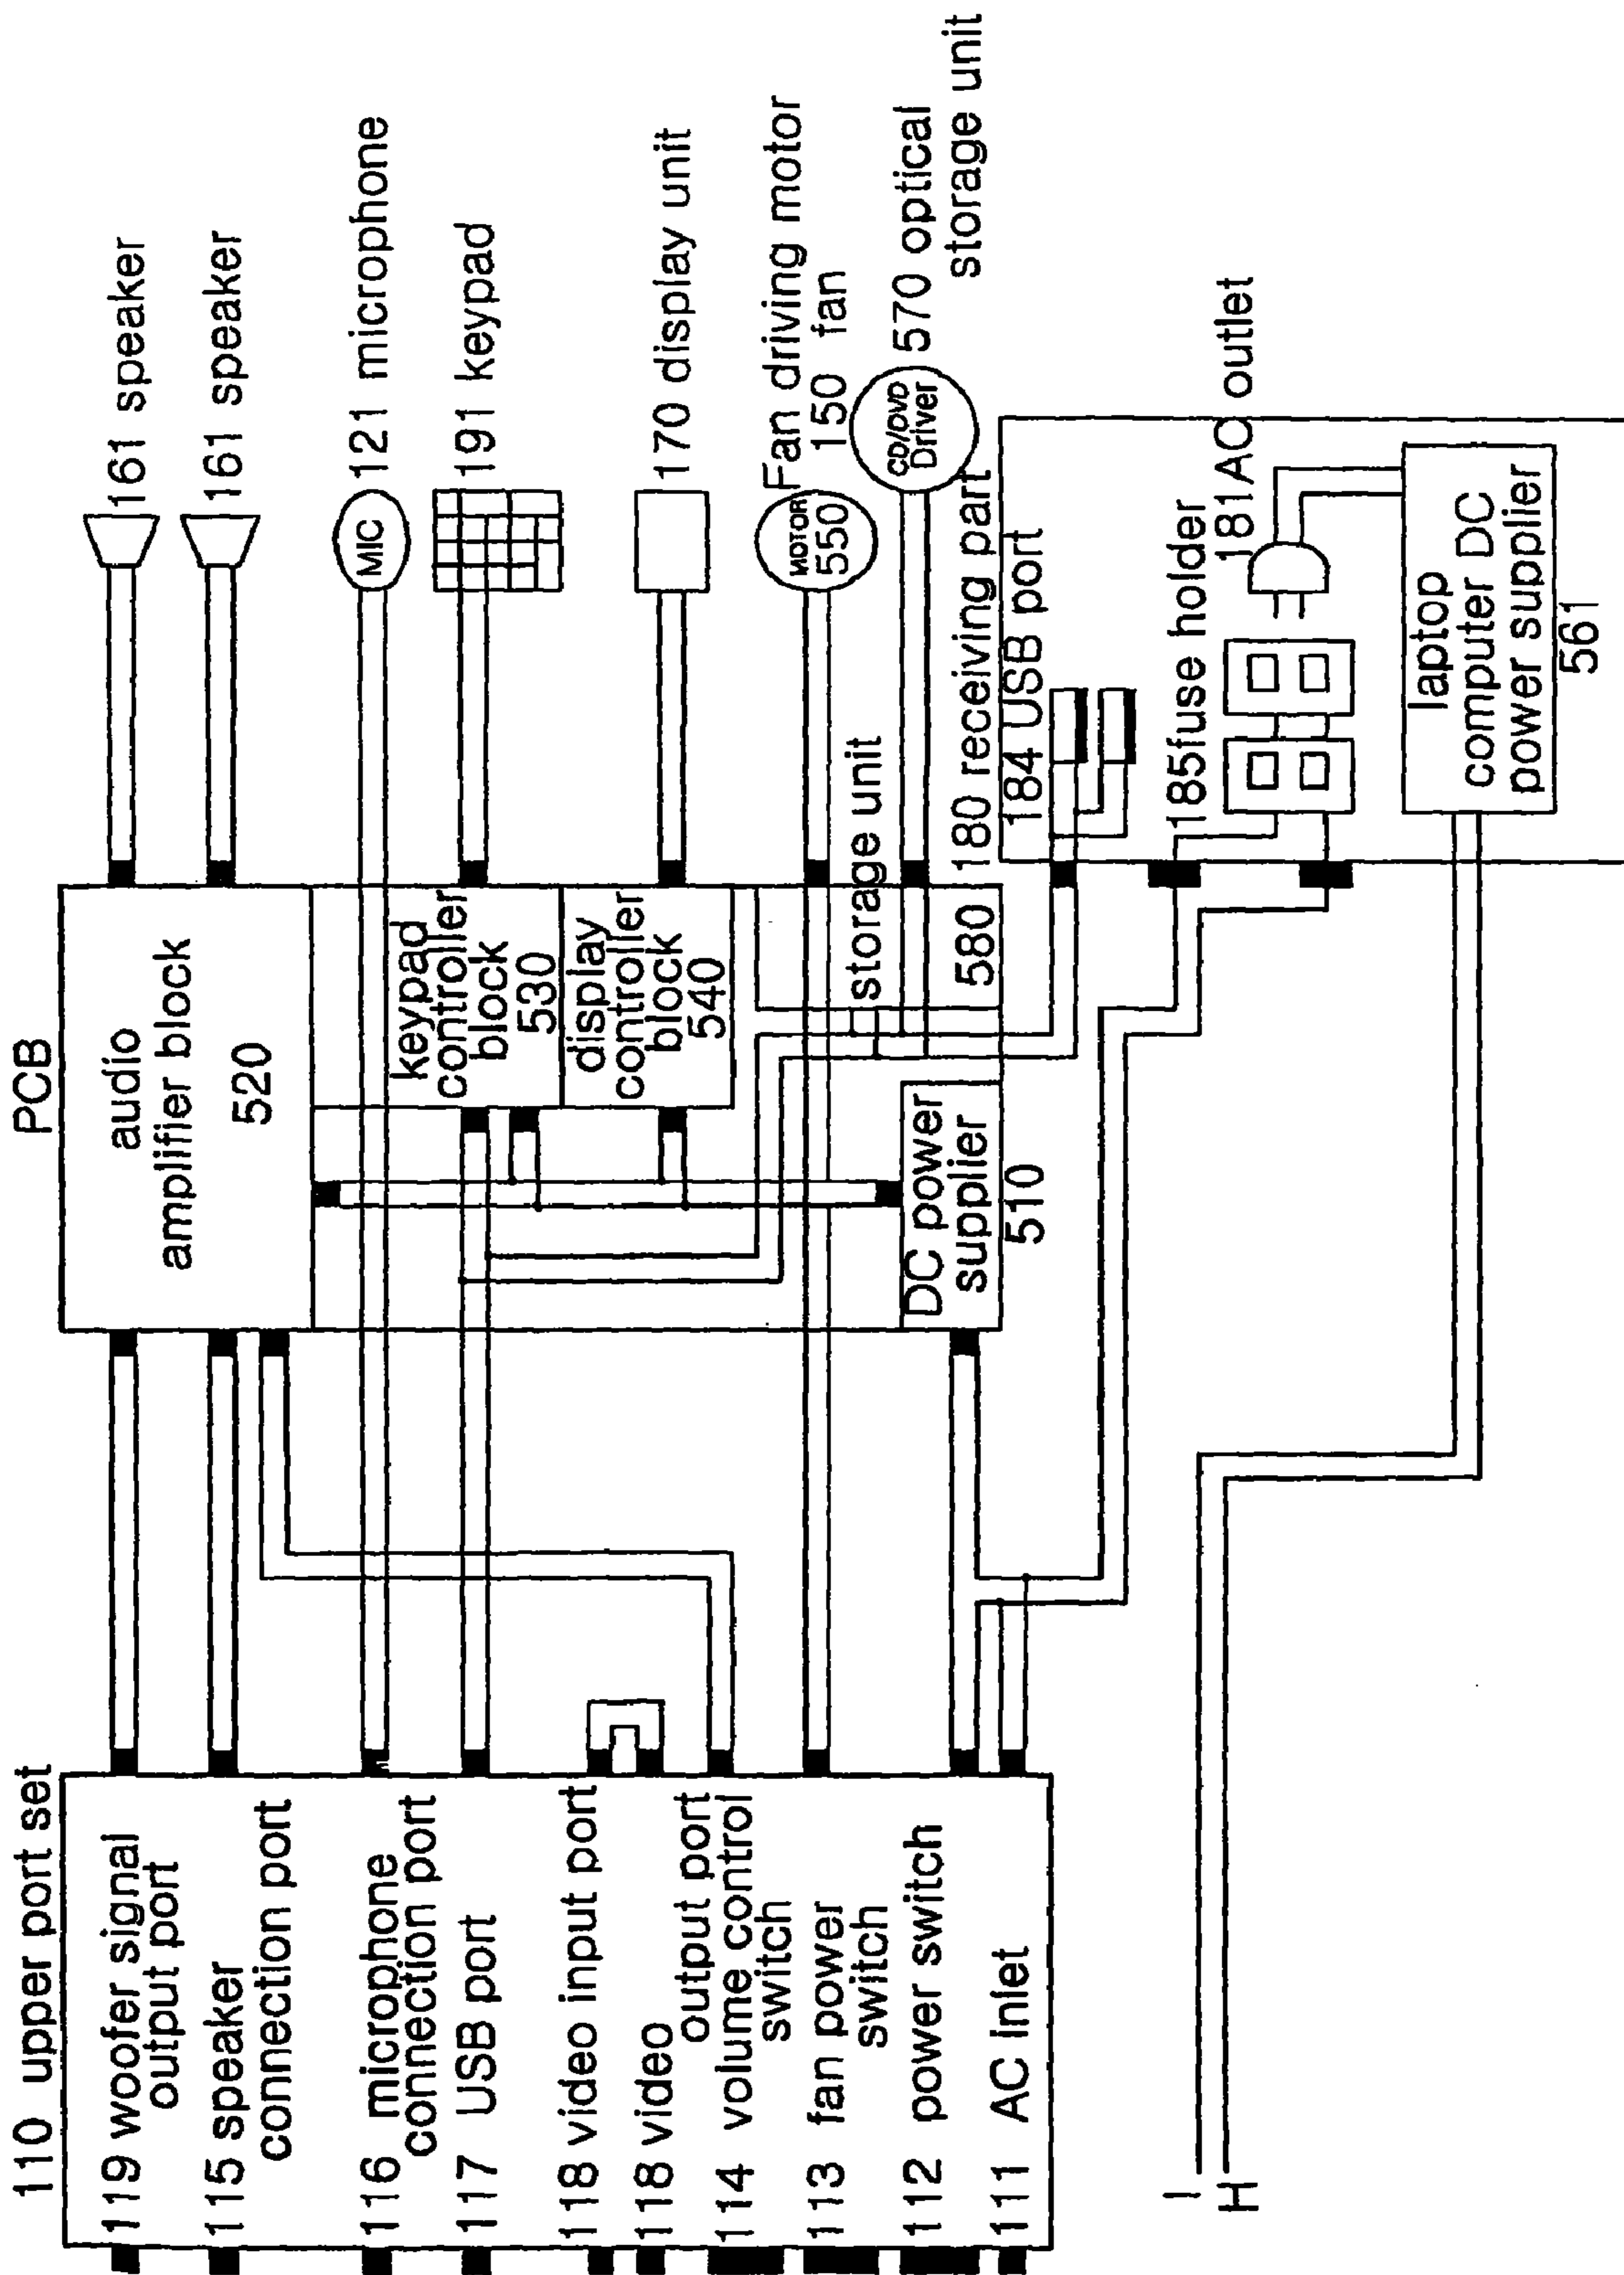 110 upper port set
119 woofer signal
output port
115 speaker
connection port
116 microphone
connection port
117 USB port
118 video input port
118 video
output port
114 volume control
switch
113 fan power
switch
112 power switch
111 AC inlet
I
H
PCB
audio
amplifier block
520
keypad
controller
block
530
display
controller
block
540
DC power
supplier
510
580
storage unit
161 speaker
161 speaker
MIC
121 microphone
191 keypad
170 display unit
MOTOR
550
Fan driving motor
150 fan
CD/DVD
Driver
570 optical
storage unit
180 receiving part
184 USB port
185fuse holder
181AC outlet
laptop
computer DC
power supplier
561